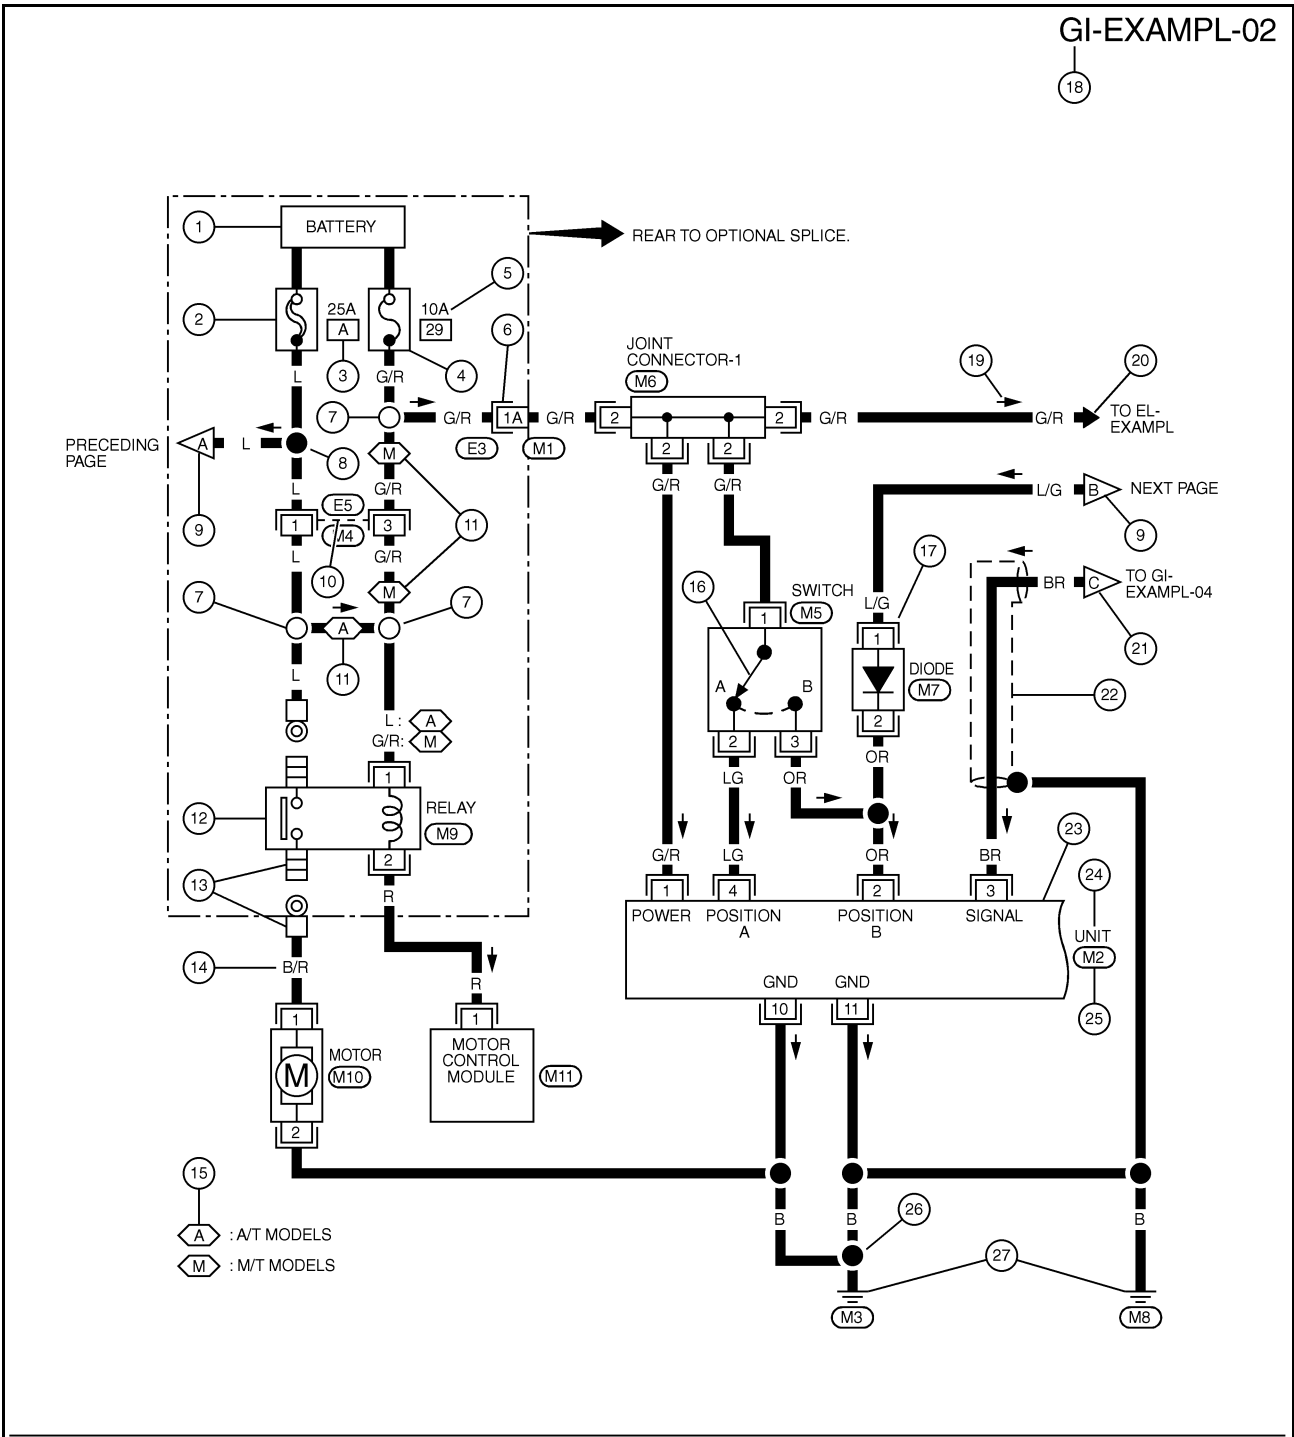 GI-EXAMPL-02
18
1
BATTERY
REAR TO OPTIONAL SPLICE.
5
2
25A
A
10A
29
6
3
4
L
G/R
JOINT
CONNECTOR-1
M6
19
20
7
G/R
1A
G/R
2
2
G/R
G/R
TO EL-
EXAMPL
E3
M1
PRECEDING
PAGE
A
L
8
M
2
2
G/R
G/R
L
G/R
L/G
B
NEXT PAGE
9
1
E5
M4
3
11
9
L
G/R
10
17
16
BR
C
TO GI-
EXAMPL-04
7
M
7
SWITCH
M5
1
L/G
1
21
A
11
L
A
B
DIODE
M7
22
L :
A
G/R:
M
2
3
2
LG
OR
OR
1
12
RELAY
M9
2
13
R
G/R
LG
OR
BR
23
1
4
2
3
24
POWER
POSITION
A
POSITION
B
SIGNAL
UNIT
M2
14
B/R
R
GND
GND
10
11
25
1
1
MOTOR
M10
M
MOTOR
CONTROL
MODULE
M11
2
15
B
B
B
26
A
: A/T MODELS
M
: M/T MODELS
27
M3
M8